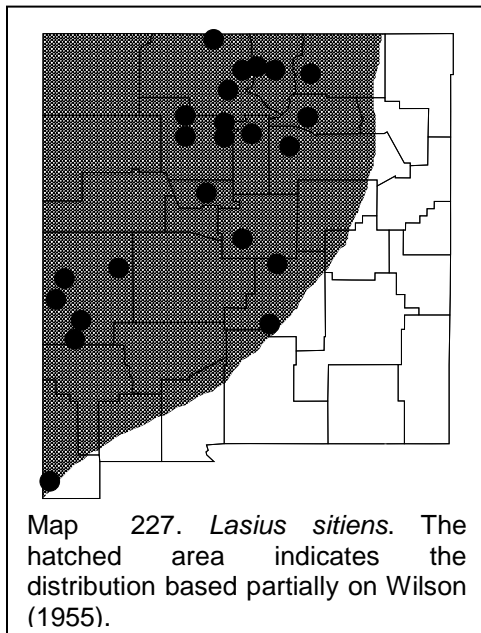 Map 227. Lasius sitiens. The
hatched area indicates the
distribution based partially on Wilson
(1955).